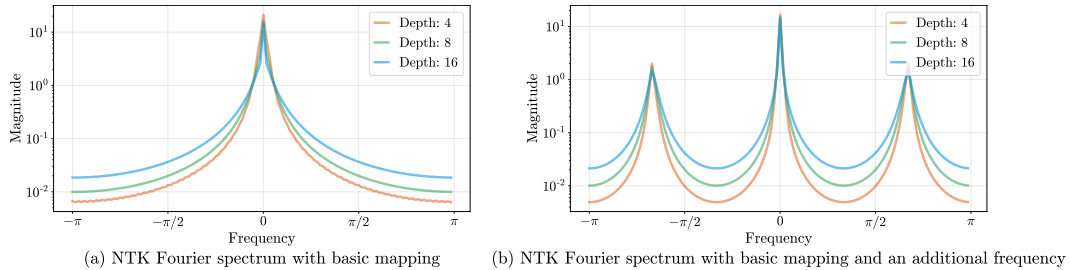 Magnitude
10^1
10^0
10^-1
10^-2
Depth: 4
Depth: 8
Depth: 16
−π
−π/2
0
π/2
π
Frequency
(a) NTK Fourier spectrum with basic mapping
Magnitude
10^1
10^0
10^-1
10^-2
Depth: 4
Depth: 8
Depth: 16
−π
−π/2
0
π/2
π
Frequency
(b) NTK Fourier spectrum with basic mapping and an additional frequency